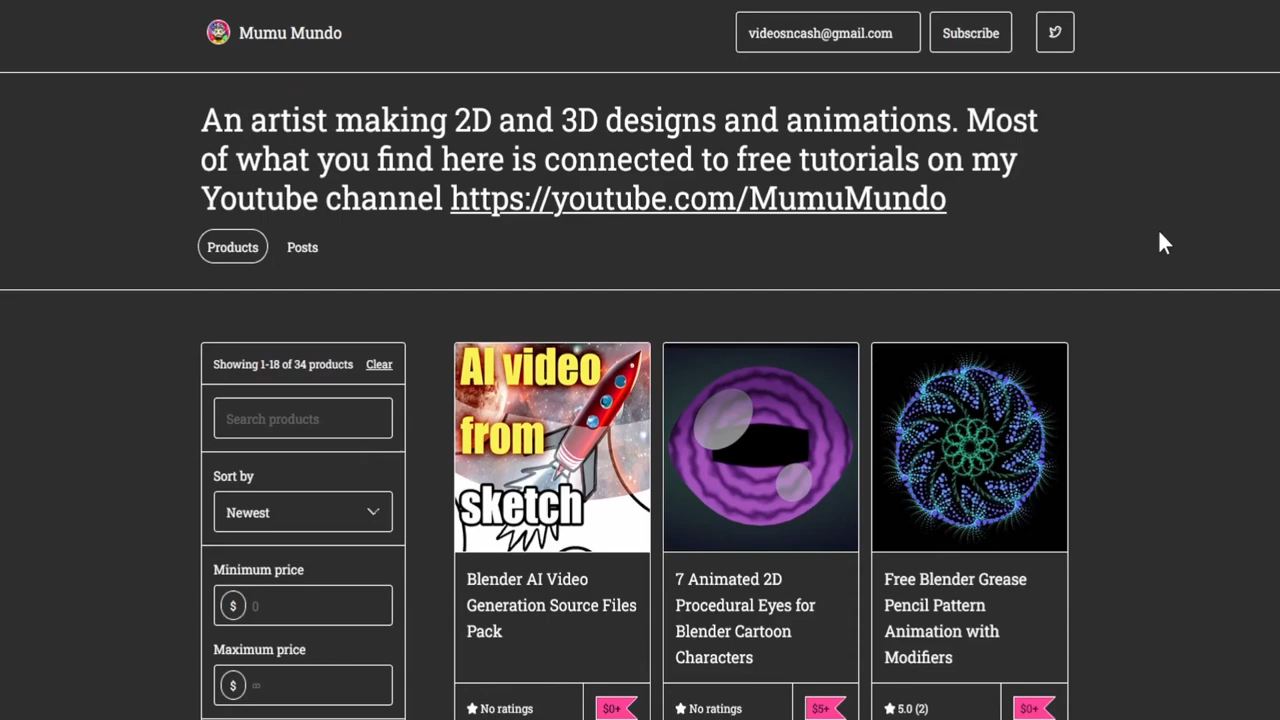 Mumu Mundo
videosncash@gmail.com
Subscribe
An artist making 2D and 3D designs and animations. Most
of what you find here is connected to free tutorials on my
Youtube channel https://youtube.com/MumuMundo
Products
Posts
Showing 1-18 of 34 products
Clear
Search products
Sort by
Newest
Minimum price
$ 0
Maximum price
$ ∞
AI video
from
sketch
Blender AI Video
Generation Source Files
Pack
No ratings
$0+
7 Animated 2D
Procedural Eyes for
Blender Cartoon
Characters
No ratings
$5+
Free Blender Grease
Pencil Pattern
Animation with
Modifiers
5.0 (2)
$0+